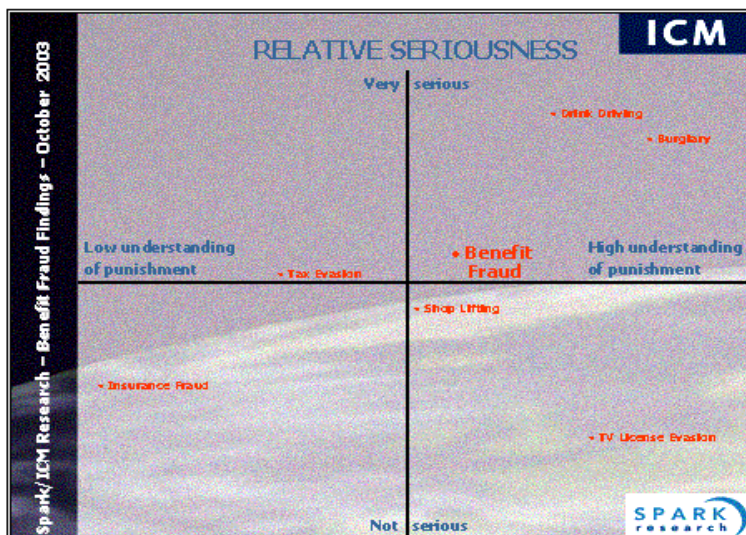 ICM
RELATIVE SERIOUSNESS
Very serious
Drink Driving
Burglary
Low understanding
of punishment
Benefit
Fraud
High understanding
of punishment
Tax Evasion
Shop Lifting
Insurance Fraud
TV License Evasion
Not serious
SPARK
research
Spark/ICM Research – Benefit Fraud Findings – October 2003